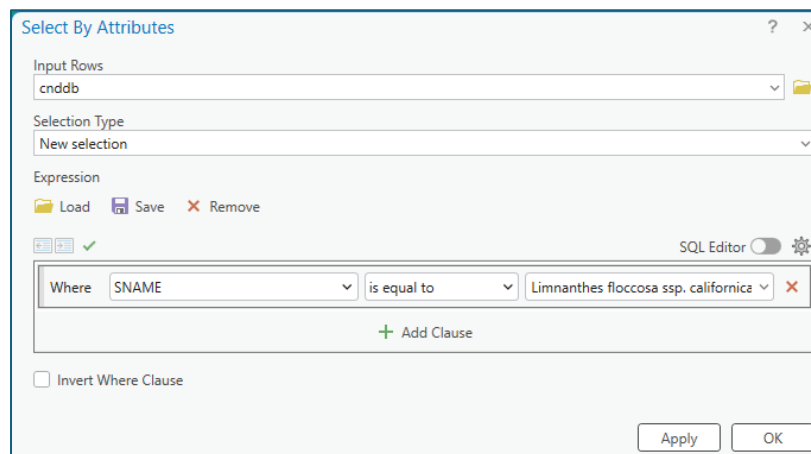 Select By Attributes ?
Input Rows
cnddb
Selection Type
New selection
Expression
Load Save Remove
SQL Editor
Where SNAME is equal to Limnanthes floccosa ssp. californica
Add Clause
Invert Where Clause
Apply OK